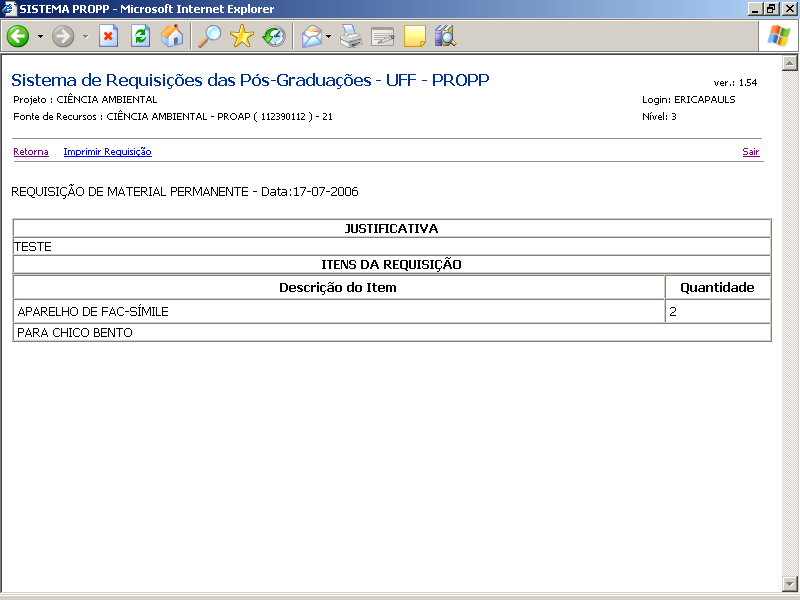 SISTEMA PROPP - Microsoft Internet Explorer
Sistema de Requisições das Pós-Graduações - UFF - PROPP
ver.: 1.54
Projeto : CIÊNCIA AMBIENTAL
Login: ERICAPAULS
Fonte de Recursos : CIÊNCIA AMBIENTAL - PROAP ( 112390112 ) - 21
Nível: 3
Retorna Imprimir Requisição Sair
REQUISIÇÃO DE MATERIAL PERMANENTE - Data:17-07-2006
JUSTIFICATIVA
TESTE
ITENS DA REQUISIÇÃO
Descrição do Item Quantidade
APARELHO DE FAC-SÍMILE 2
PARA CHICO BENTO